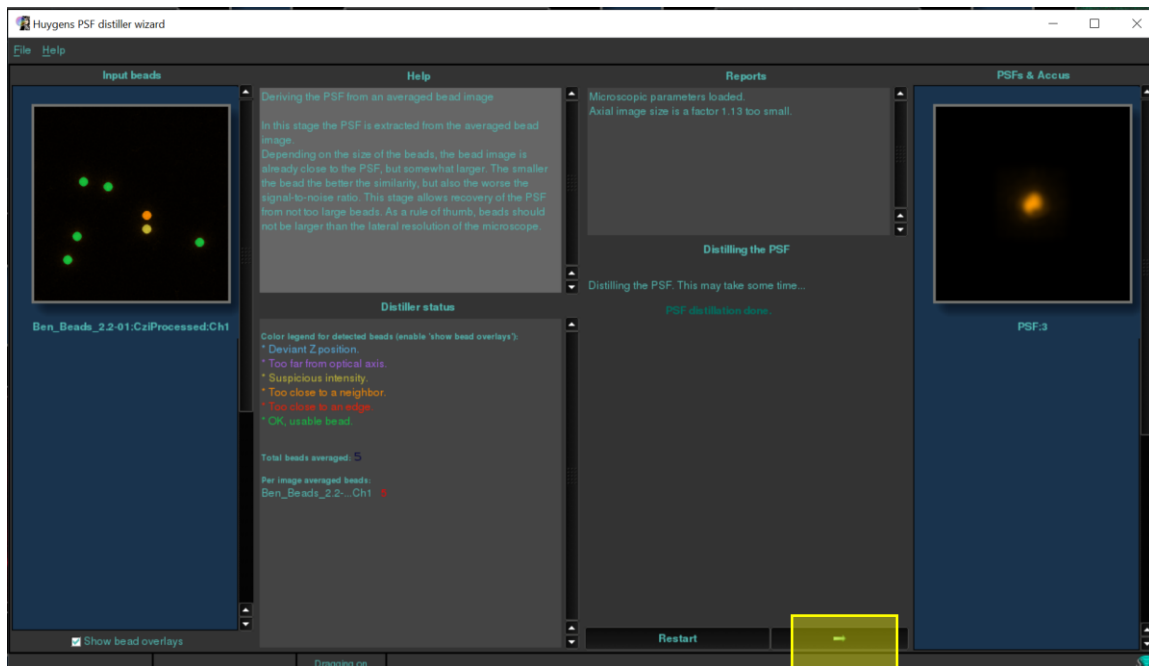 Huygens PSF distiller wizard
File Help
Input beads
Ben_Beads_2.2-01:CziProcessed:Ch1
Show bead overlays
Help
Deriving the PSF from an averaged bead image
In this stage the PSF is extracted from the averaged bead
image.
Depending on the size of the beads, the bead image is
already close to the PSF, but somewhat larger. The smaller
the bead the better the similarity, but also the worse the
signal-to-noise ratio. This stage allows recovery of the PSF
from not too large beads. As a rule of thumb, beads should
not be larger than the lateral resolution of the microscope.
Distiller status
Color legend for detected beads (enable 'show bead overlays'):
* Deviant Z position.
* Too far from optical axis.
* Suspicious intensity.
* Too close to a neighbor.
* Too close to an edge.
* OK, usable bead.
Total beads averaged: 5
Per image averaged beads:
Ben_Beads_2.2-...Ch1 5
Reports
Microscopic parameters loaded.
Axial image size is a factor 1.13 too small.
Distilling the PSF
Distilling the PSF. This may take some time...
PSF distillation done.
Restart
PSFs & Accus
PSF:3
Dragging on